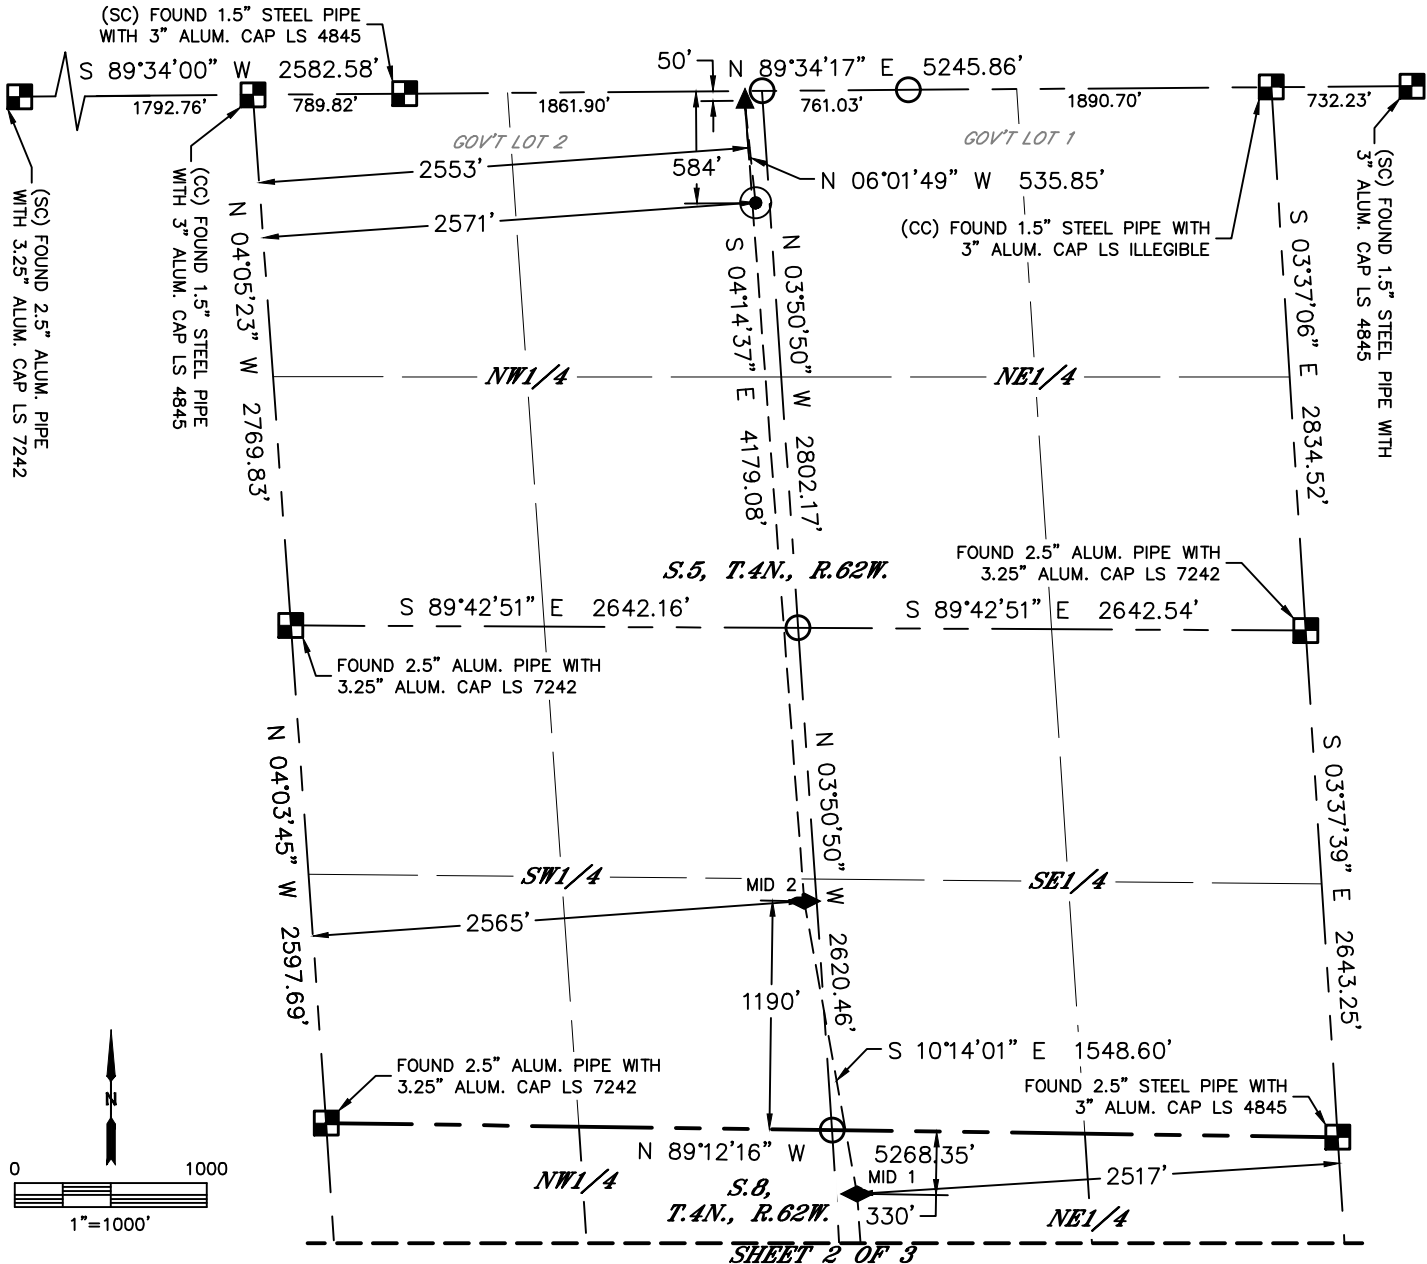 (SC) FOUND 1.5" STEEL PIPE
WITH 3" ALUM. CAP LS 4845
S 89°34'00" W 2582.58'
50'
N 89°34'17" E 5245.86'
1792.76'
789.82'
1861.90'
761.03'
1890.70'
732.23'
GOV'T LOT 2
GOV'T LOT 1
2553'
584'
N 06°01'49" W 535.85'
2571'
(CC) FOUND 1.5" STEEL PIPE WITH
3" ALUM. CAP LS ILLEGIBLE
(SC) FOUND 2.5" ALUM. PIPE
WITH 3.25" ALUM. CAP LS 7242
(CC) FOUND 1.5" STEEL PIPE
WITH 3" ALUM. CAP LS 4845
(SC) FOUND 1.5" STEEL PIPE WITH
3" ALUM. CAP LS 4845
N 04°05'23" W 2769.83'
S 04°14'37" E 4179.08'
N 03°50'50" W 2802.17'
S 03°37'06" E 2834.52'
NW1/4
NE1/4
S.5, T.4N., R.62W.
FOUND 2.5" ALUM. PIPE WITH
3.25" ALUM. CAP LS 7242
S 89°42'51" E 2642.16'
S 89°42'51" E 2642.54'
FOUND 2.5" ALUM. PIPE WITH
3.25" ALUM. CAP LS 7242
N 04°03'45" W 2597.69'
N 03°50'50" W 2620.46'
S 03°37'39" E 2643.25'
SW1/4
MID 2
SE1/4
2565'
1190'
S 10°14'01" E 1548.60'
FOUND 2.5" ALUM. PIPE WITH
3.25" ALUM. CAP LS 7242
FOUND 2.5" STEEL PIPE WITH
3" ALUM. CAP LS 4845
N
N 89°12'16" W 5268.35'
0 1000
1"=1000'
NW1/4
S.8,
T.4N., R.62W.
MID 1
2517'
330'
NE1/4
SHEET 2 OF 3